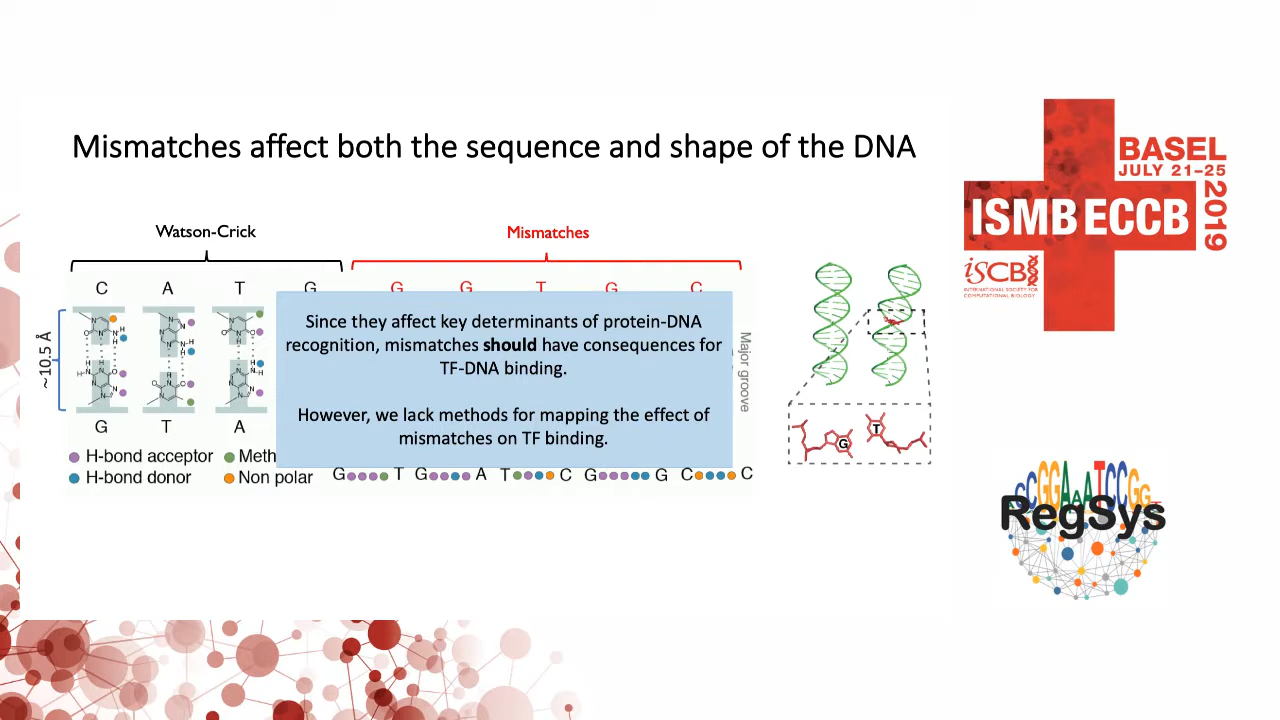 Mismatches affect both the sequence and shape of the DNA
Watson-Crick
Mismatches
C A T G G G T G C
~10.5 Å
Since they affect key determinants of protein-DNA
recognition, mismatches should have consequences for
TF-DNA binding.
However, we lack methods for mapping the effect of
mismatches on TF binding.
Major groove
G T A
H-bond acceptor
Meth
H-bond donor
Non polar
G T G A T C G G C C
G T
BASEL
JULY 21-25
2019
ISMB ECCB
iSCB
INTERNATIONAL SOCIETY FOR
COMPUTATIONAL BIOLOGY
RegSys